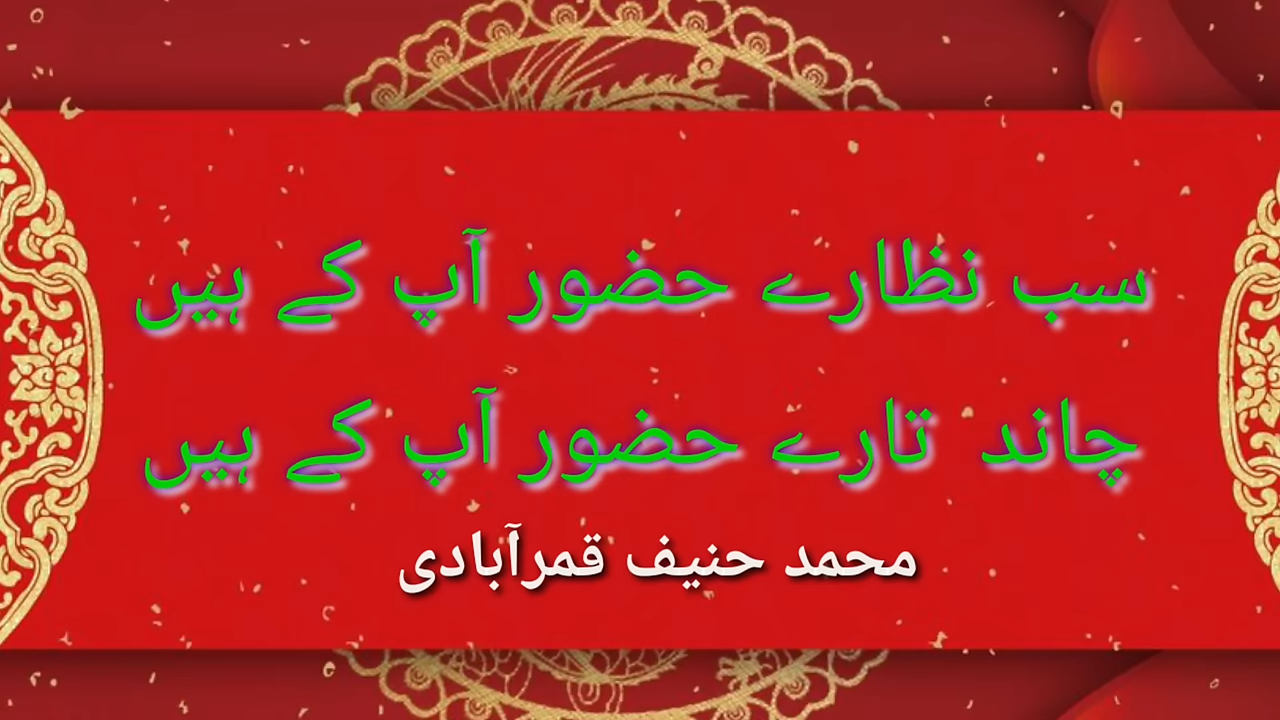 سب نظارے حضور آپ کے ہیں
چاند تارے حضور آپ کے ہیں
محمد حنیف قمرآبادی